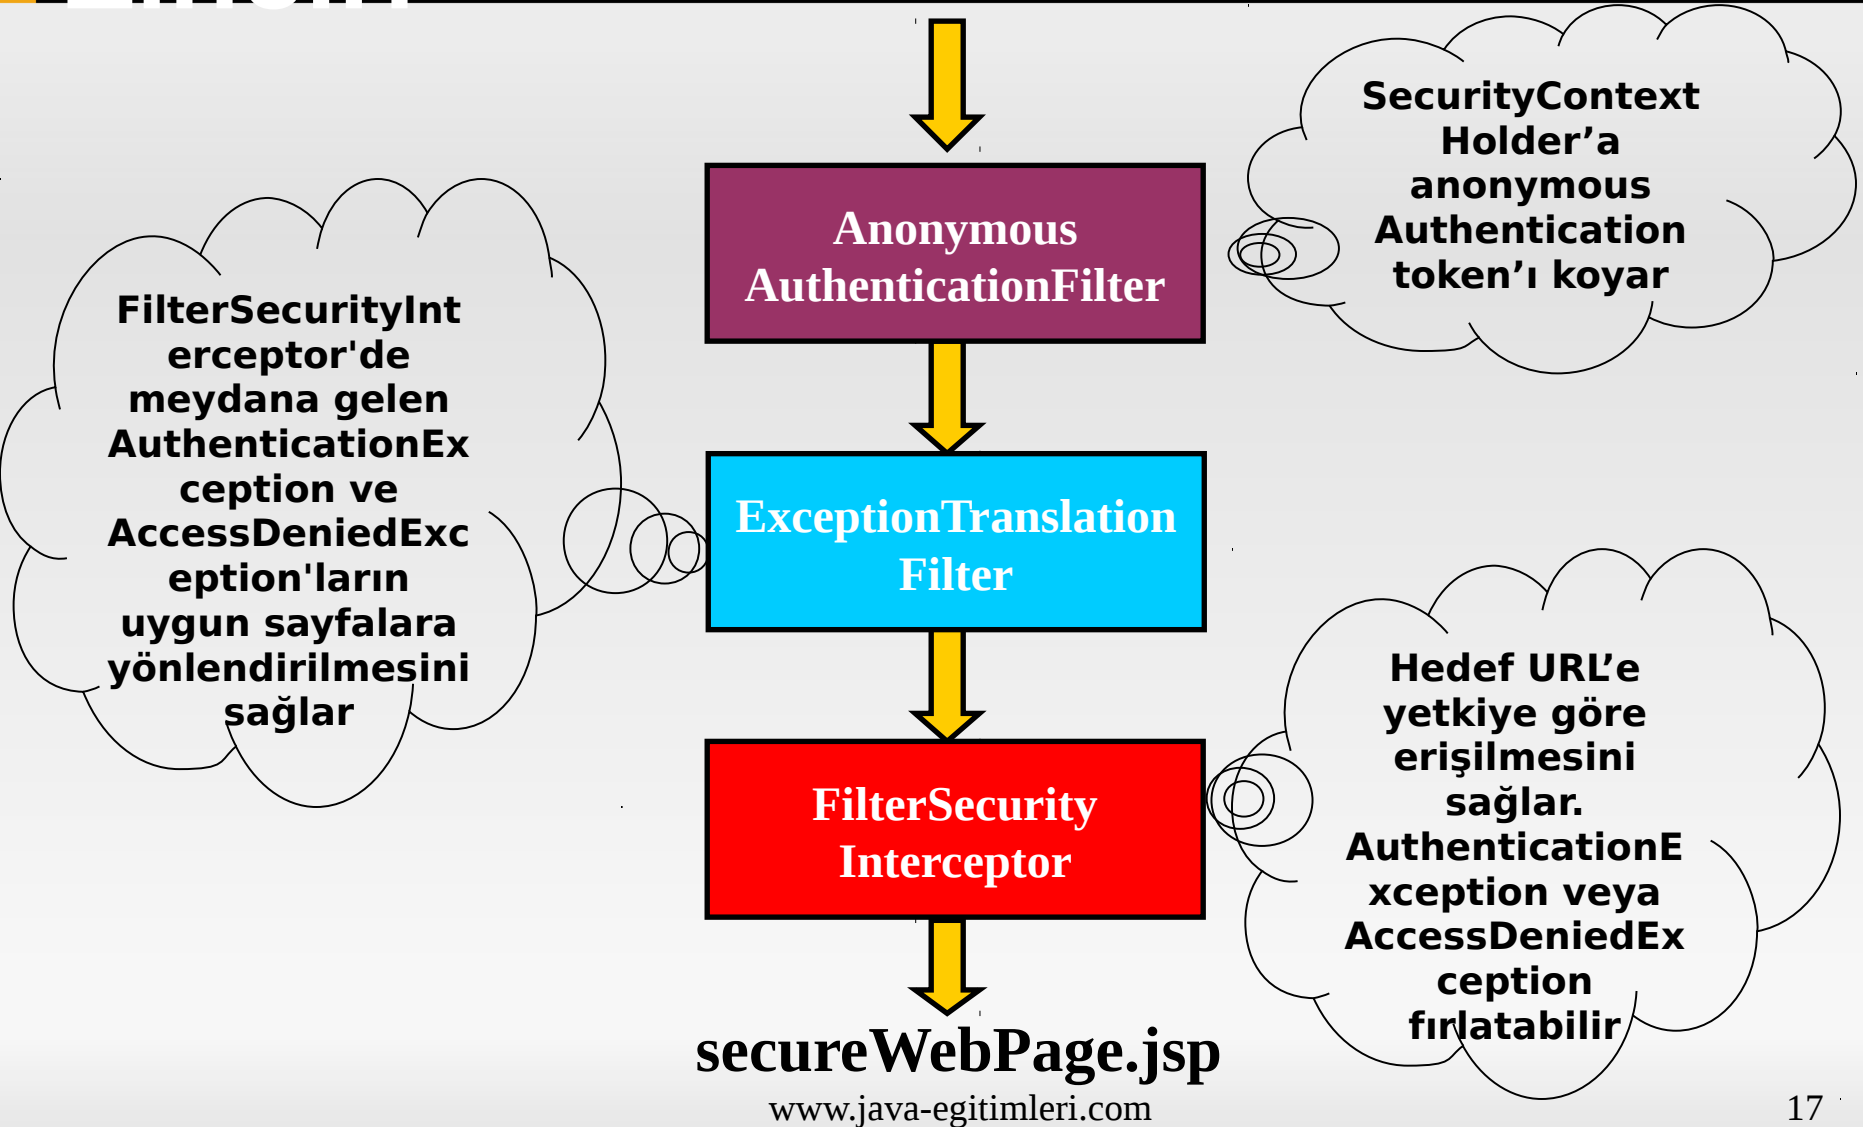 SecurityContext
Holder’a
anonymous
Authentication
token’ı koyar
Anonymous
AuthenticationFilter
FilterSecurityInt
erceptor'de
meydana gelen
AuthenticationEx
ception ve
AccessDeniedExc
eption'ların
uygun sayfalara
yönlendirilmesini
sağlar
ExceptionTranslation
Filter
Hedef URL’e
yetkiye göre
erişilmesini
sağlar.
AuthenticationE
xception veya
AccessDeniedEx
ception
fırlatabilir
FilterSecurity
Interceptor
secureWebPage.jsp
www.java-egitimleri.com
17